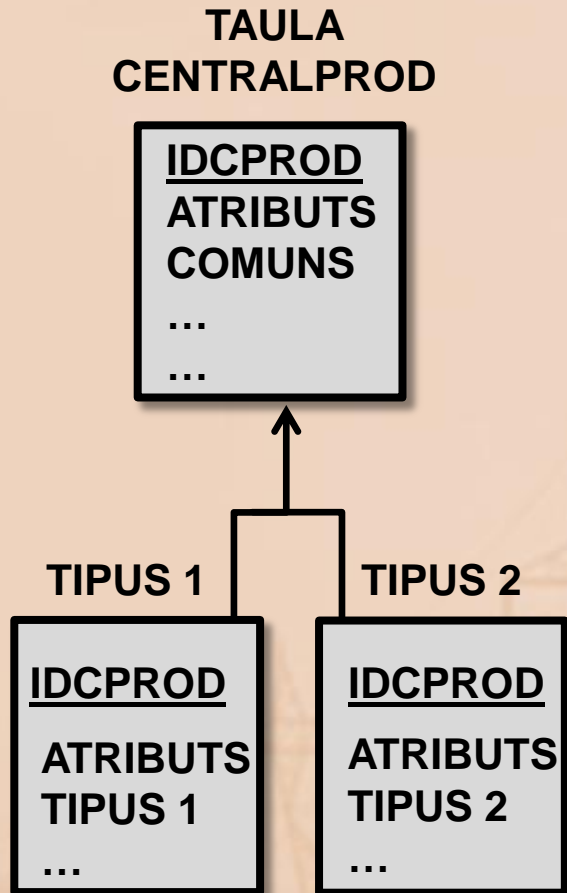 TAULA
CENTRALPROD
IDCPROD
ATRIBUTS
COMUNS
...
...
TIPUS 1
TIPUS 2
IDCPROD
ATRIBUTS
TIPUS 1
...
IDCPROD
ATRIBUTS
TIPUS 2
...